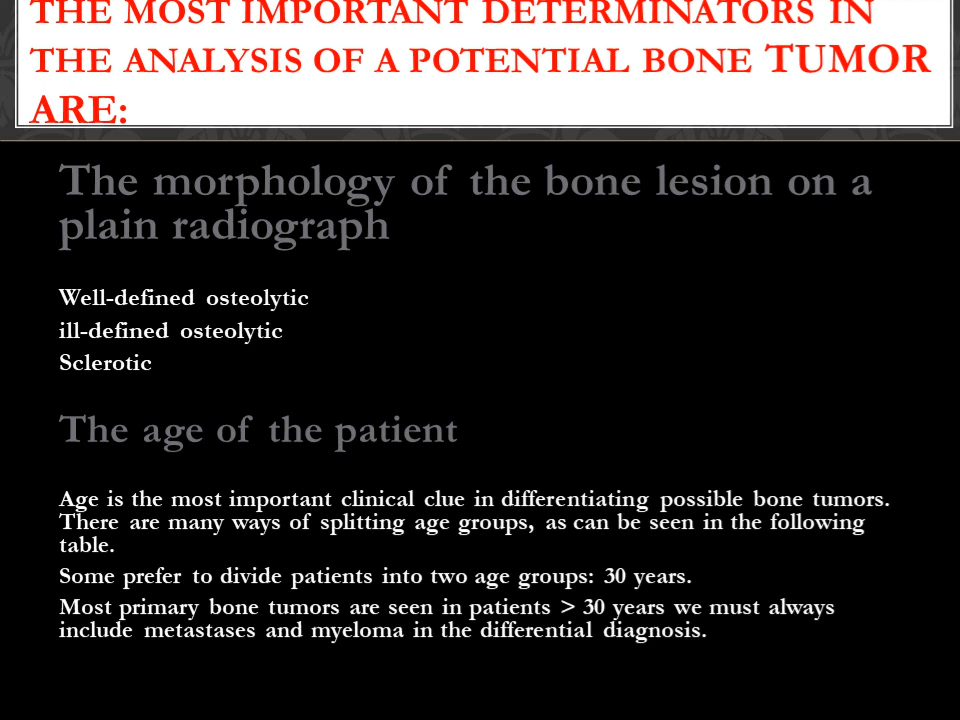 THE MOST IMPORTANT DETERMINATORS IN
THE ANALYSIS OF A POTENTIAL BONE TUMOR
ARE:
The morphology of the bone lesion on a
plain radiograph
Well-defined osteolytic
ill-defined osteolytic
Sclerotic
The age of the patient
Age is the most important clinical clue in differentiating possible bone tumors.
There are many ways of splitting age groups, as can be seen in the following
table.
Some prefer to divide patients into two age groups: 30 years.
Most primary bone tumors are seen in patients > 30 years we must always
include metastases and myeloma in the differential diagnosis.